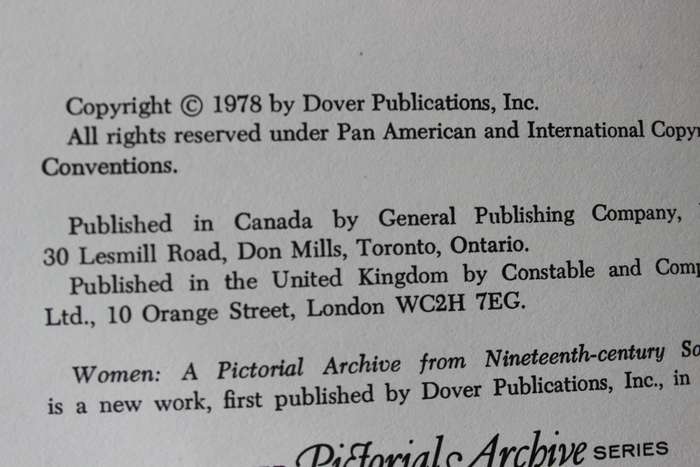 Copyright © 1978 by Dover Publications, Inc.
All rights reserved under Pan American and International
Conventions.
Published in Canada by General Publishing Company,
30 Lesmill Road, Don Mills, Toronto, Ontario.
Published in the United Kingdom by Constable and
Ltd., 10 Orange Street, London WC2H 7EG.
Women: A Pictorial Archive from Nineteenth-century
is a new work, first published by Dover Publications, Inc., in
Pictorials Archive SERIES